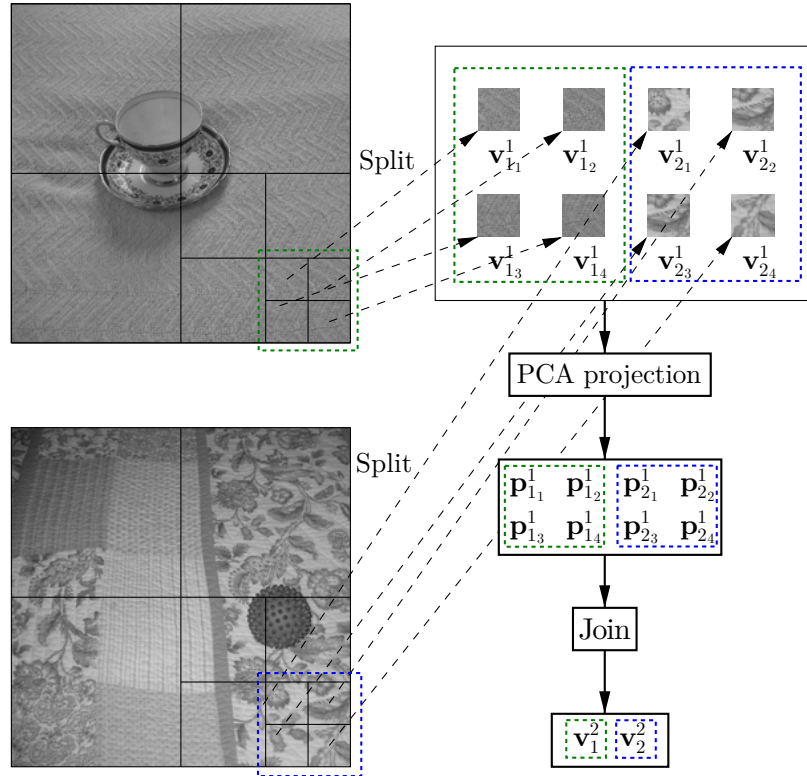 Split
v^1_{1_1} v^1_{1_2} v^1_{2_1} v^1_{2_2}
v^1_{1_3} v^1_{1_4} v^1_{2_3} v^1_{2_4}
PCA projection
Split
p^1_{1_1} p^1_{1_2} p^1_{2_1} p^1_{2_2}
p^1_{1_3} p^1_{1_4} p^1_{2_3} p^1_{2_4}
Join
v^2_1 v^2_2